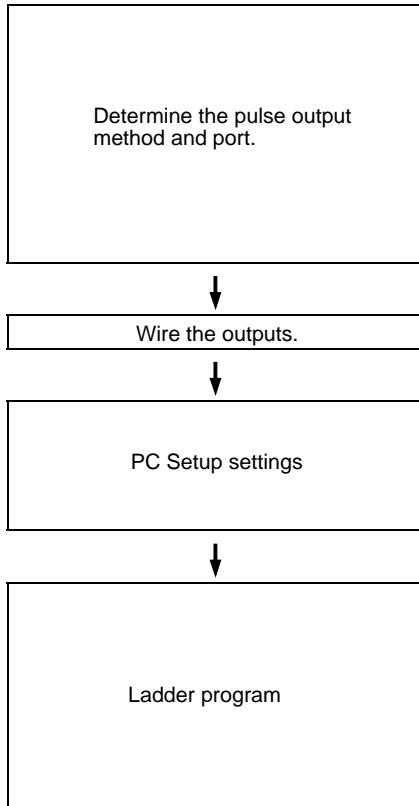 Determine the pulse output
method and port.
Wire the outputs.
PC Setup settings
Ladder program